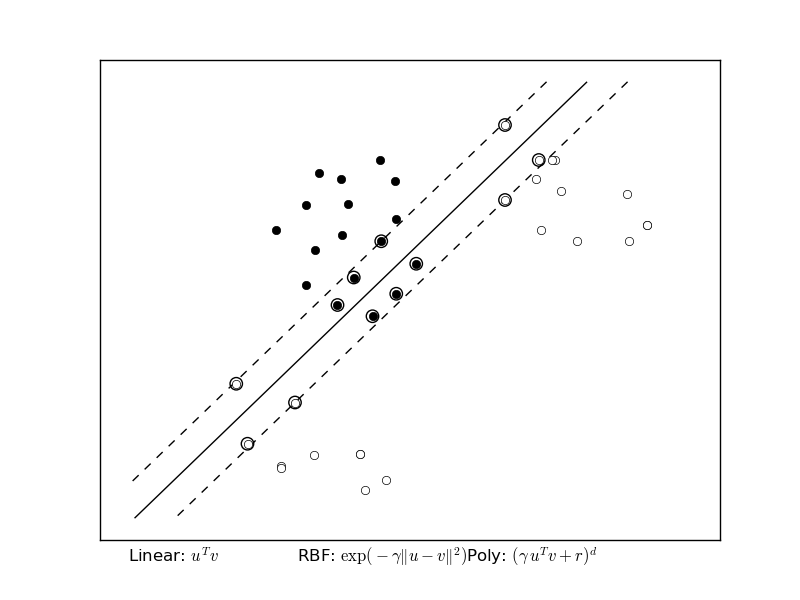 Linear: $u^T v$ RBF: $\exp(-\gamma \| u-v \|^2)$Poly: $(\gamma\, u^T v + r)^d$